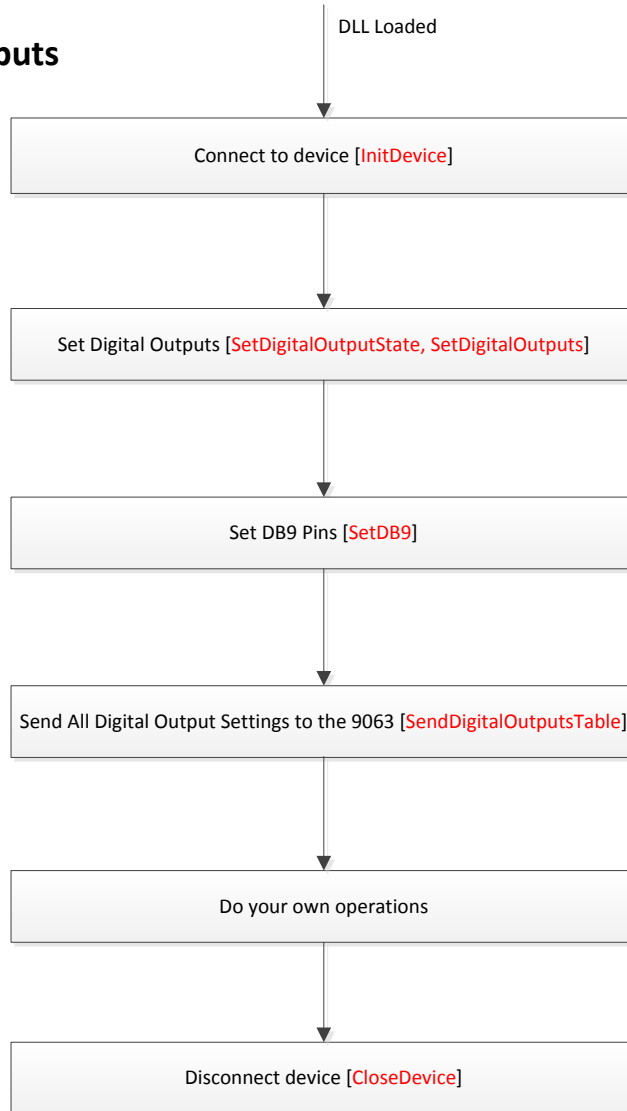 DLL Loaded
puts
Connect to device [InitDevice]
Set Digital Outputs [SetDigitalOutputState, SetDigitalOutputs]
Set DB9 Pins [SetDB9]
Send All Digital Output Settings to the 9063 [SendDigitalOutputsTable]
Do your own operations
Disconnect device [CloseDevice]